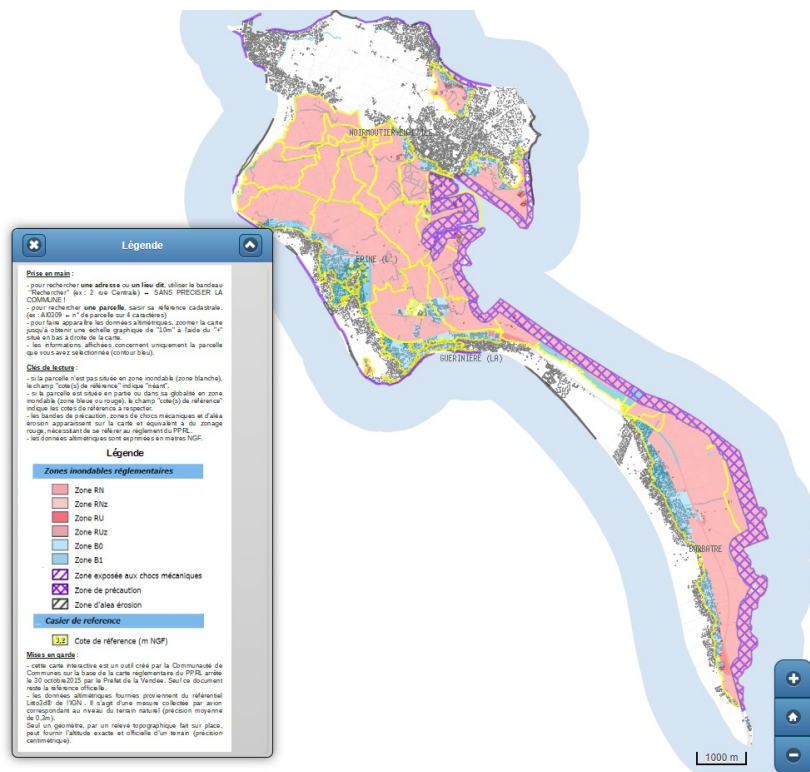 NOIRMOUTIER-EN-L'ILE
EPINE (L')
GUERINIERE (LA)
BARBATRE
Légende
Prise en main :
- pour rechercher une adresse ou un lieu dit, utiliser le bandeau
"Rechercher" (ex : 2 rue Centrale) – SANS PRECISER LA
COMMUNE !
- pour rechercher une parcelle, saisir sa référence cadastrale.
(ex : AI0309 – n° de parcelle sur 4 caractères)
- pour faire apparaître les données altimétriques, zoomer la carte
jusqu'à obtenir une échelle graphique de "10m" à l'aide du "+"
situé en bas à droite de la carte.
- les informations affichées concernent uniquement la parcelle
que vous avez sélectionnée (contour bleu).
Clés de lecture :
- si la parcelle n'est pas située en zone inondable (zone blanche),
le champ "cote(s) de référence" indique "néant".
- si la parcelle est située en partie ou dans sa globalité en zone
inondable (zone bleue ou rouge), le champ "cote(s) de référence"
indique les cotes de référence à respecter.
- les bandes de précaution, zones de chocs mécaniques et d'aléa
érosion apparaissent sur la carte et équivalent à du zonage
rouge, nécessitant de se référer au règlement du PPRL.
- les données altimétriques sont exprimées en mètres NGF.
Légende
Zones inondables réglementaires
Zone RN
Zone RNz
Zone RU
Zone RUz
Zone B0
Zone B1
Zone exposée aux chocs mécaniques
Zone de précaution
Zone d'alea érosion
Casier de reference
3,2 Cote de réference (m NGF)
Mises en garde :
- cette carte interactive est un outil créé par la Communauté de
Communes sur la base de la carte réglementaire du PPRL arrêté
le 30 octobre2015 par le Préfet de la Vendée. Seul ce document
reste la référence officielle.
- les données altimétriques fournies proviennent du référentiel
Litto3d® de l'IGN . Il s'agit d'une mesure collectée par avion
correspondant au niveau du terrain naturel (précision moyenne
de 0,3m).
Seul un géomètre, par un relevé topographique fait sur place,
peut fournir l'altitude exacte et officielle d'un terrain (précision
centimétrique).
1000 m